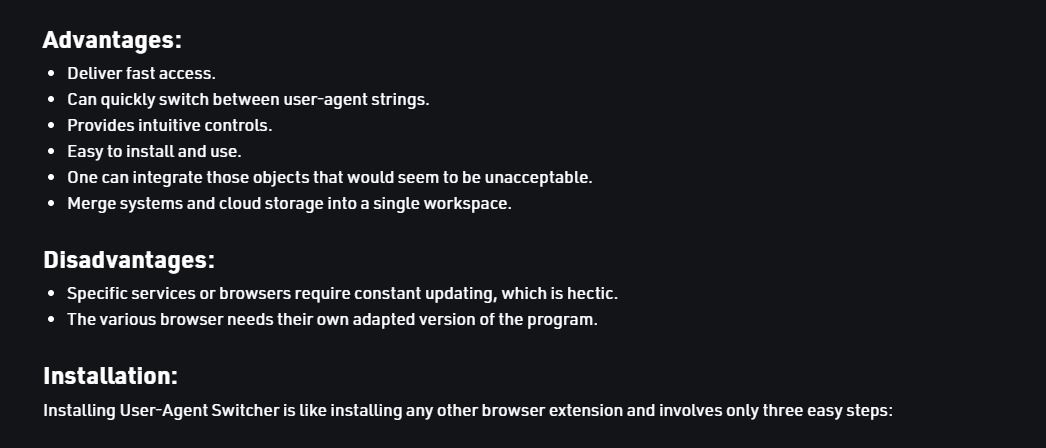 Advantages:
• Deliver fast access.
• Can quickly switch between user-agent strings.
• Provides intuitive controls.
• Easy to install and use.
• One can integrate those objects that would seem to be unacceptable.
• Merge systems and cloud storage into a single workspace.
Disadvantages:
• Specific services or browsers require constant updating, which is hectic.
• The various browser needs their own adapted version of the program.
Installation:
Installing User-Agent Switcher is like installing any other browser extension and involves only three easy steps: